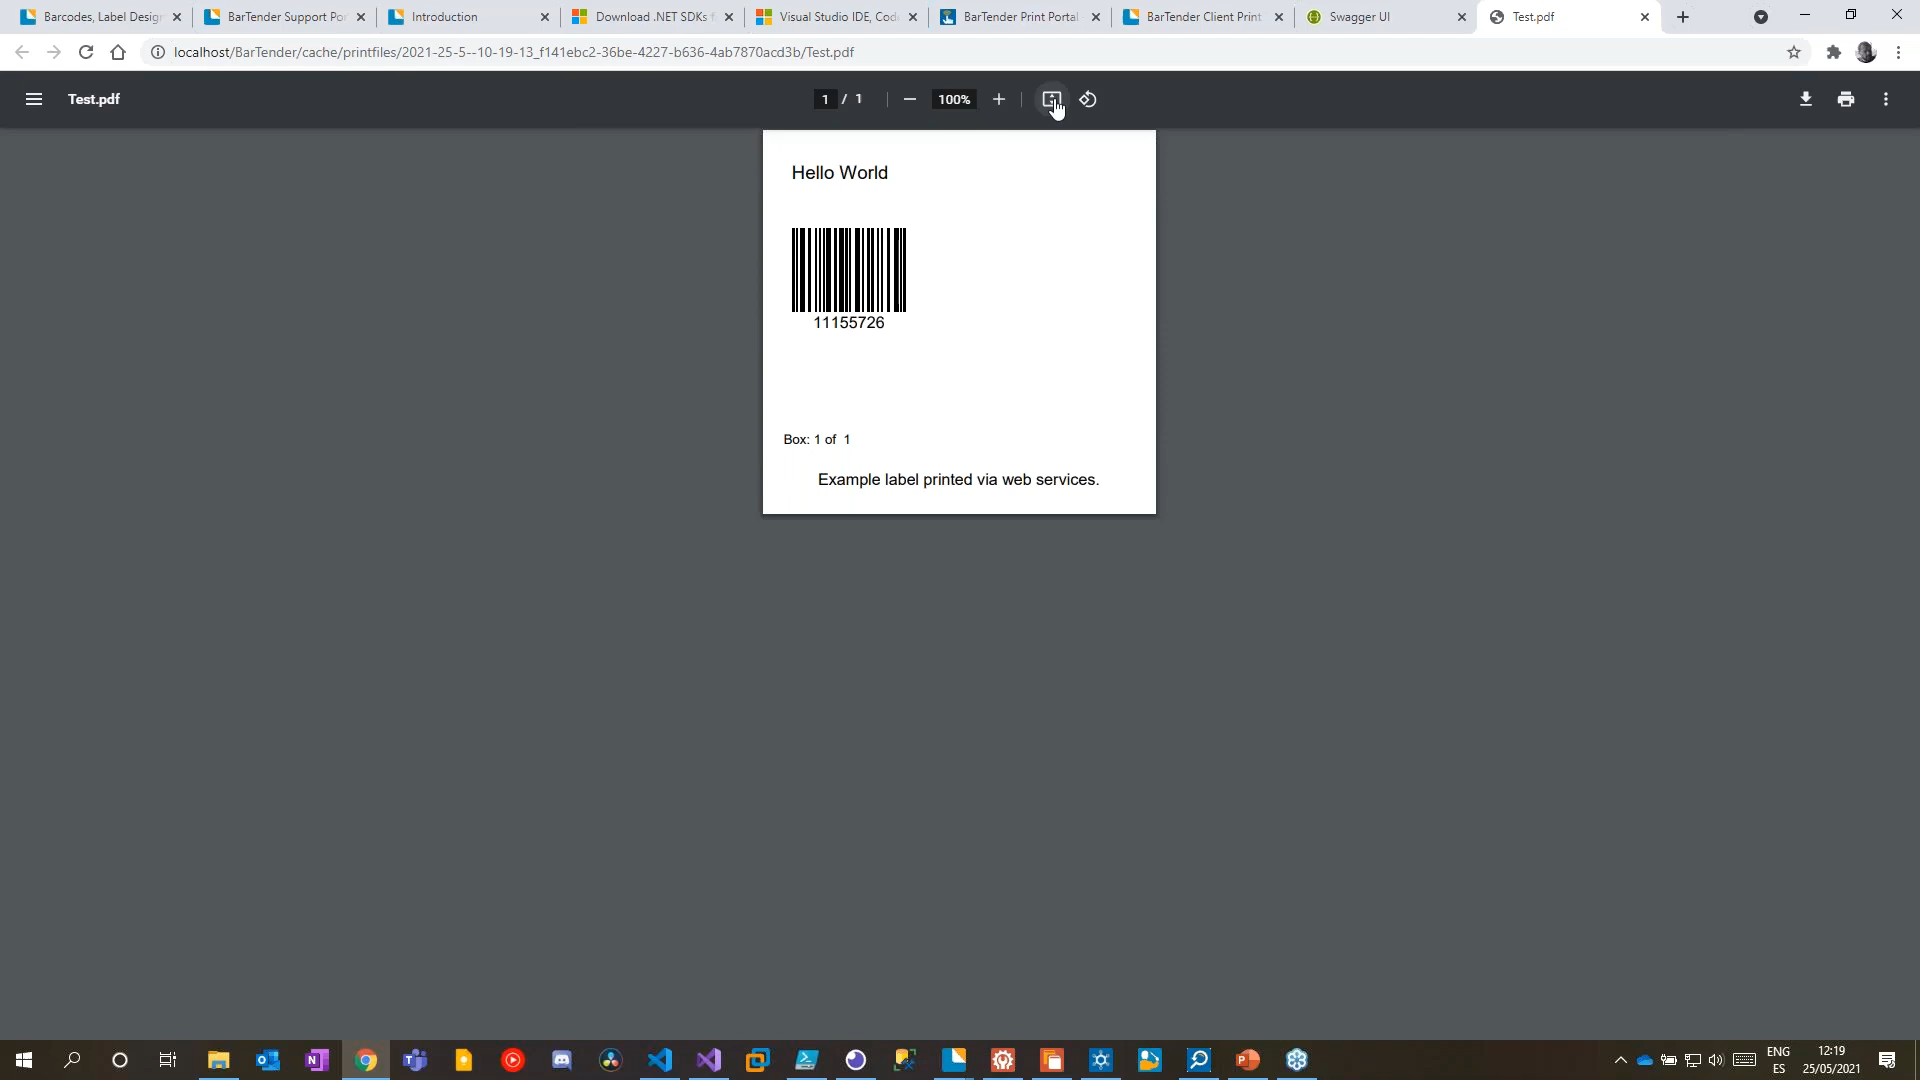 Barcodes, Label Design
BarTender Support Por
Introduction
Download .NET SDKs f
Visual Studio IDE, Cod
BarTender Print Portal
BarTender Client Print
Swagger UI
Test.pdf
localhost/BarTender/cache/printfiles/2021-25-5--10-19-13_f141ebc2-36be-4227-b636-4ab7870acd3b/Test.pdf
Test.pdf
1 / 1
100%
Hello World
11155726
Box: 1 of 1
Example label printed via web services.
ENG
ES
12:19
25/05/2021